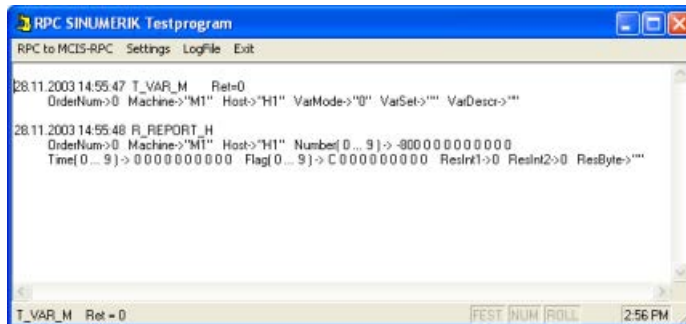 RPC SINUMERIK Testprogram
RPC to MCIS-RPC Settings LogFile Exit
28.11.2003 14:55:47 T_VAR_M Ret=0
OrderNum->0 Machine->"M1" Host->"H1" VarMode->"0" VarSet->"" VarDescr->""
28.11.2003 14:55:48 R_REPORT_H
OrderNum->0 Machine->"M1" Host->"H1" Number( 0 ... 9 ) -> -800 0 0 0 0 0 0 0 0 0
Time( 0 ... 9 ) -> 0 0 0 0 0 0 0 0 0 0 Flag( 0 ... 9 ) -> C 0 0 0 0 0 0 0 0 0 ResInt1->0 ResInt2->0 ResByte->""
T_VAR_M Ret = 0
FEST NUM ROLL 2:56 PM